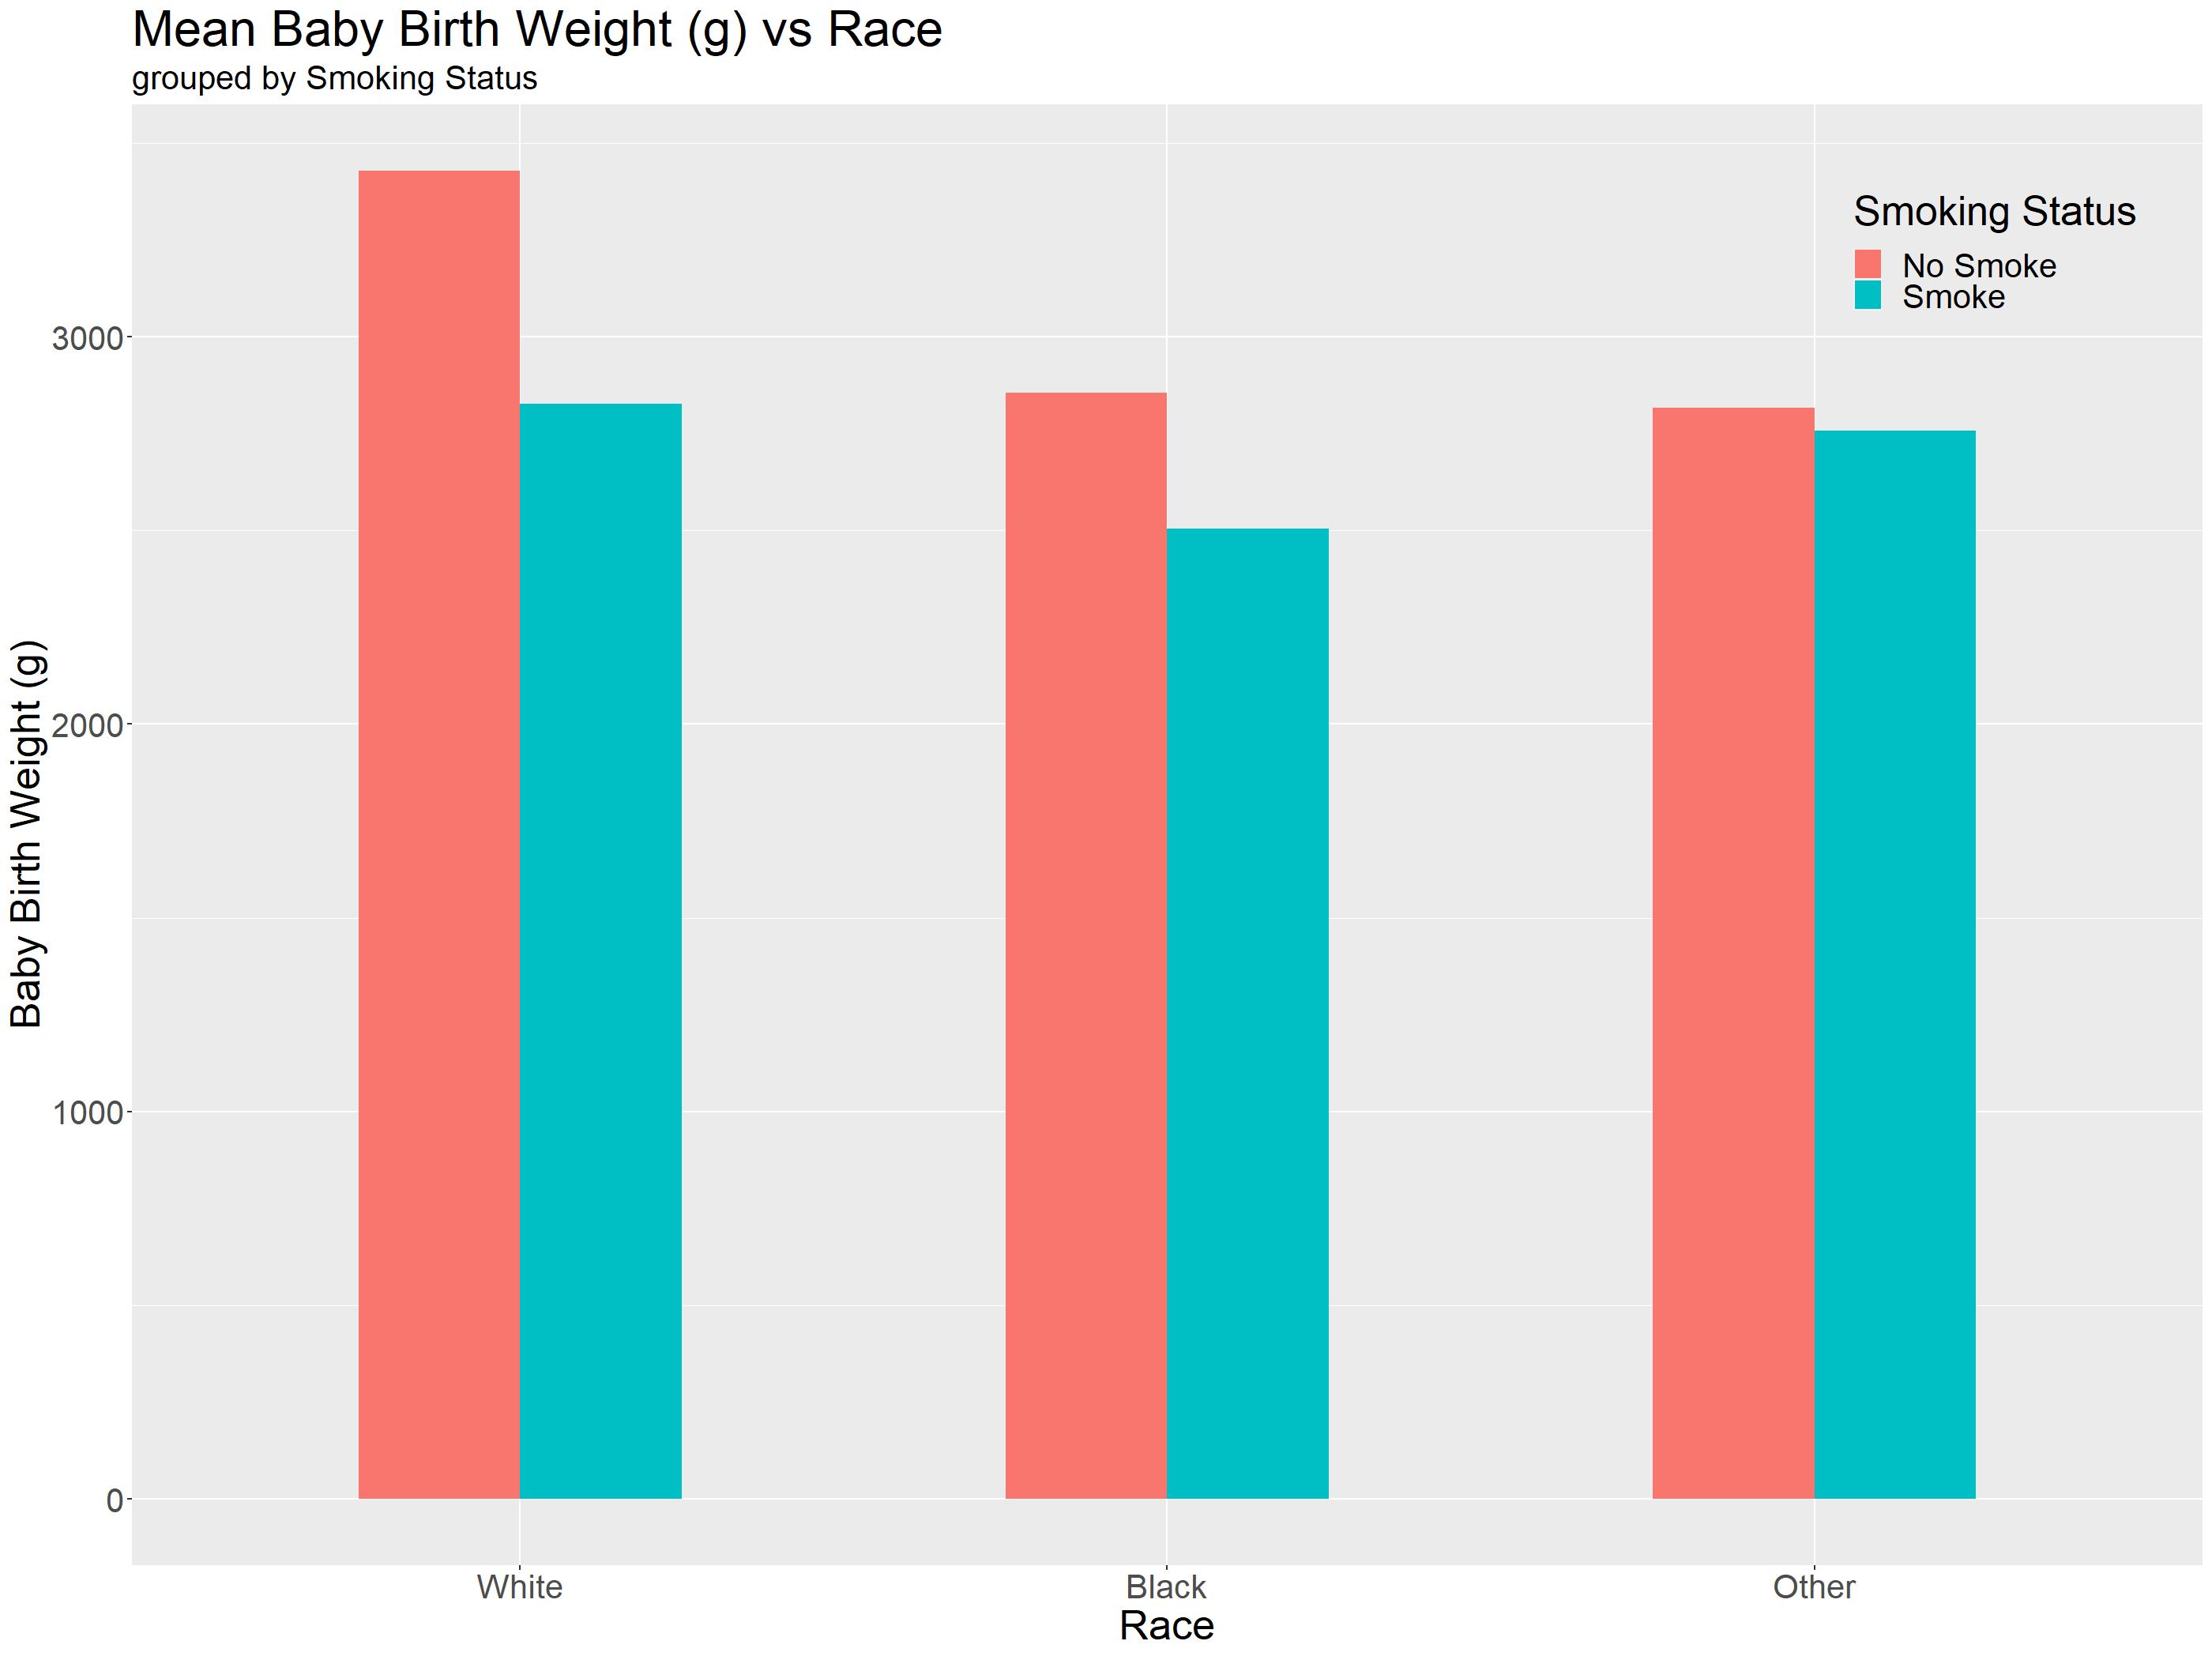 Mean Baby Birth Weight (g) vs Race
grouped by Smoking Status
Smoking Status
No Smoke
Smoke
Baby Birth Weight (g)
3000
2000
1000
0
White
Black
Other
Race